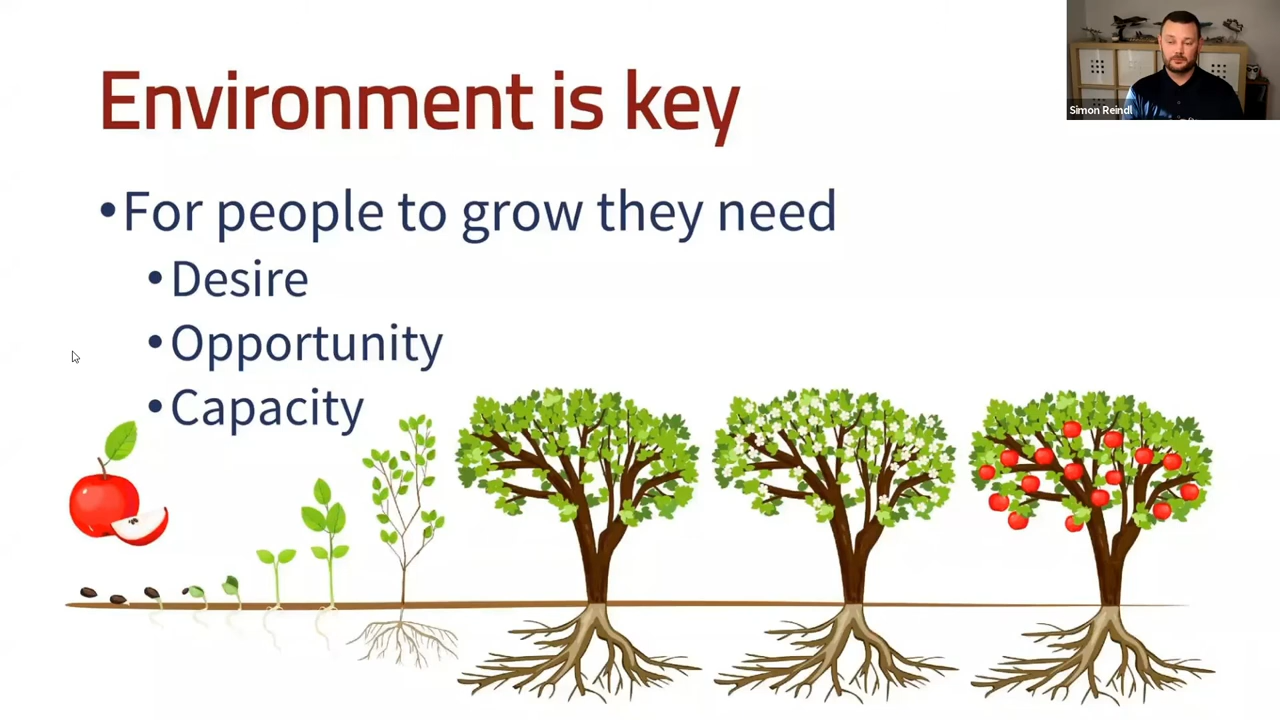 Environment is key
•For people to grow they need
•Desire
•Opportunity
•Capacity
Simon Reindl